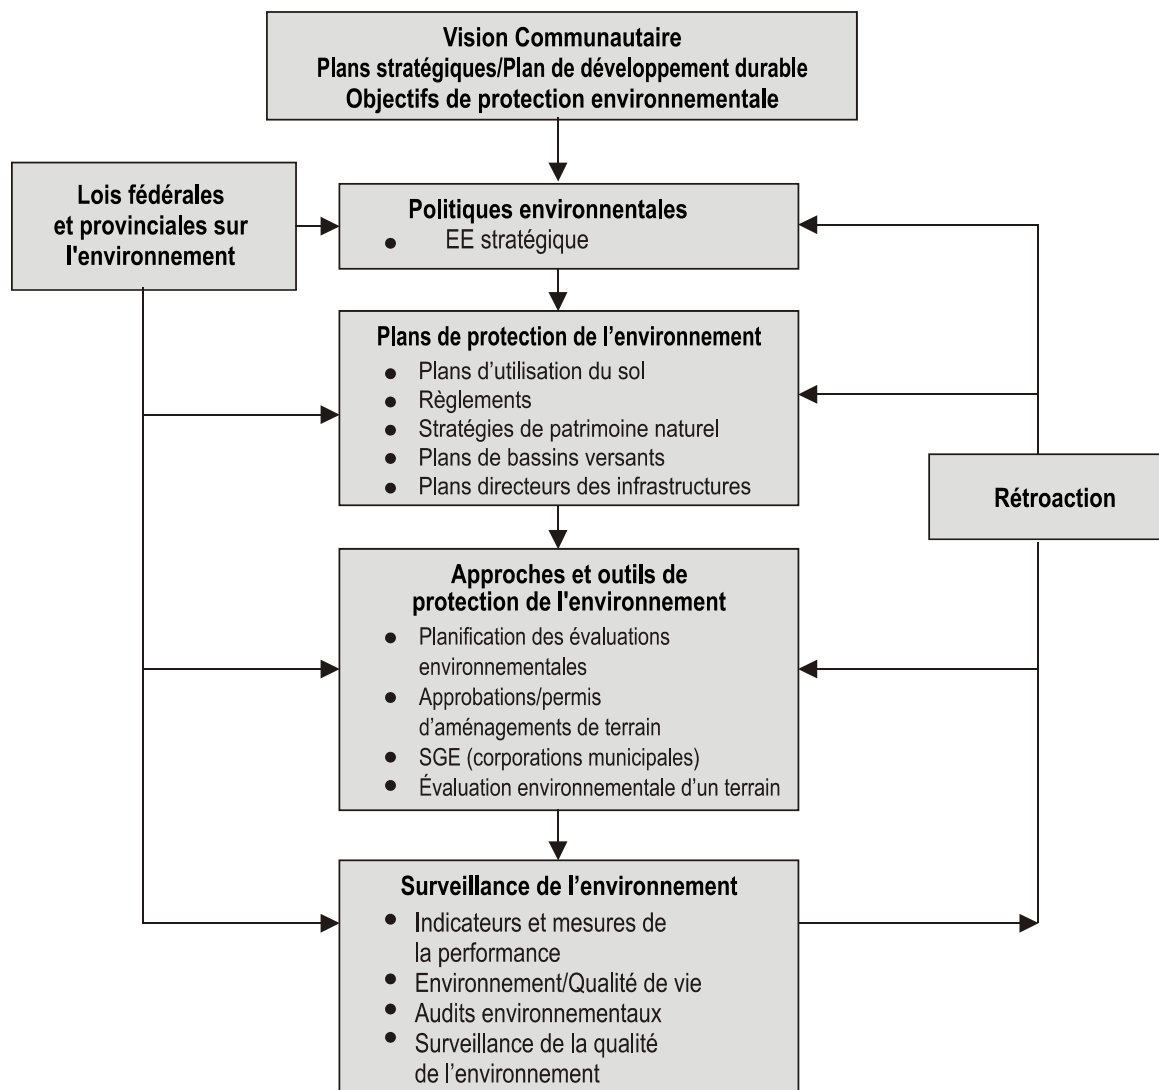 Vision Communautaire
Plans stratégiques/Plan de développement durable
Objectifs de protection environnementale
Lois fédérales
et provinciales sur
l'environnement
Politiques environnentales
● EE stratégique
Plans de protection de l’environnement
● Plans d’utilisation du sol
● Règlements
● Stratégies de patrimoine naturel
● Plans de bassins versants
● Plans directeurs des infrastructures
Rétroaction
Approches et outils de
protection de l'environnement
● Planification des évaluations
environnementales
● Approbations/permis
d’aménagements de terrain
● SGE (corporations municipales)
● Évaluation environnementale d’un terrain
Surveillance de l’environnement
● Indicateurs et mesures de
la performance
● Environnement/Qualité de vie
● Audits environnementaux
● Surveillance de la qualité
de l’environnement